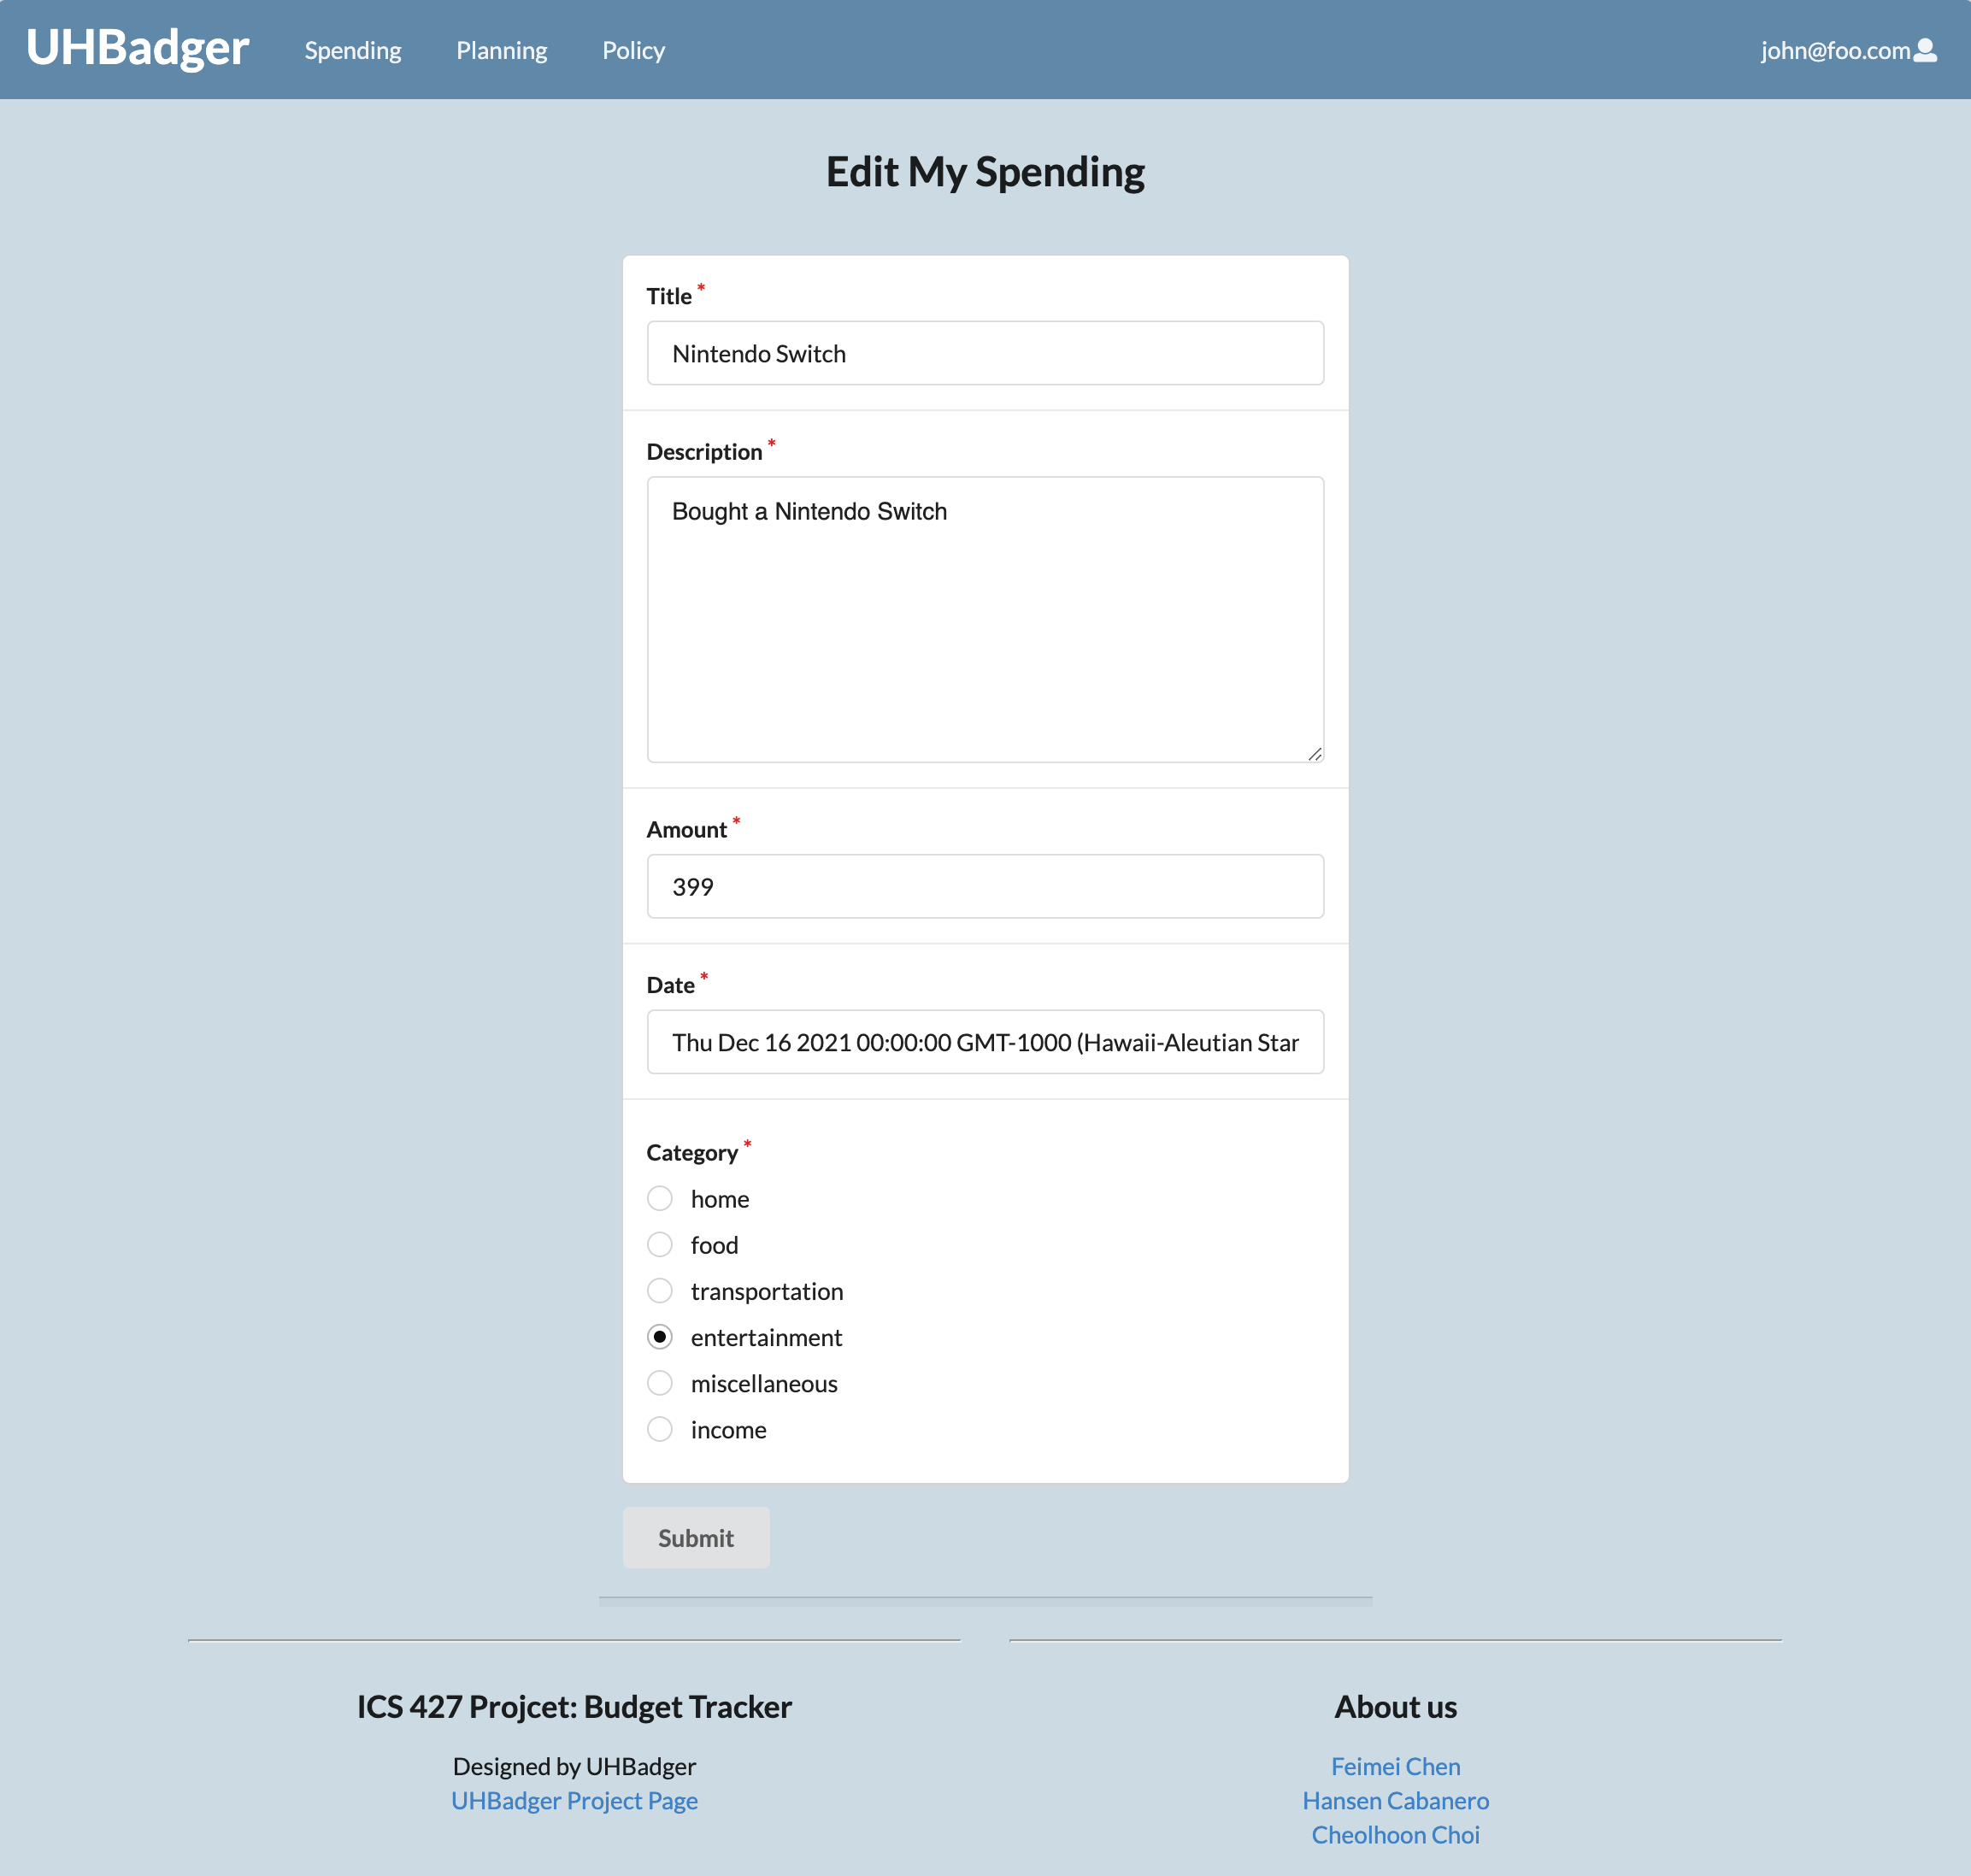 UHBadger Spending Planning Policy john@foo.com
Edit My Spending
Title *
Nintendo Switch
Description *
Bought a Nintendo Switch
Amount *
399
Date *
Thu Dec 16 2021 00:00:00 GMT-1000 (Hawaii-Aleutian Star
Category *
home
food
transportation
entertainment
miscellaneous
income
Submit
ICS 427 Projcet: Budget Tracker
Designed by UHBadger
UHBadger Project Page
About us
Feimei Chen
Hansen Cabanero
Cheolhoon Choi